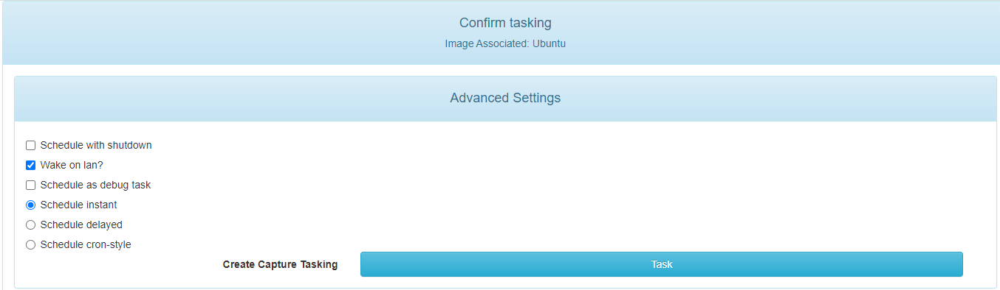 Confirm tasking
Image Associated: Ubuntu
Advanced Settings
Schedule with shutdown
Wake on lan?
Schedule as debug task
Schedule instant
Schedule delayed
Schedule cron-style
Create Capture Tasking Task